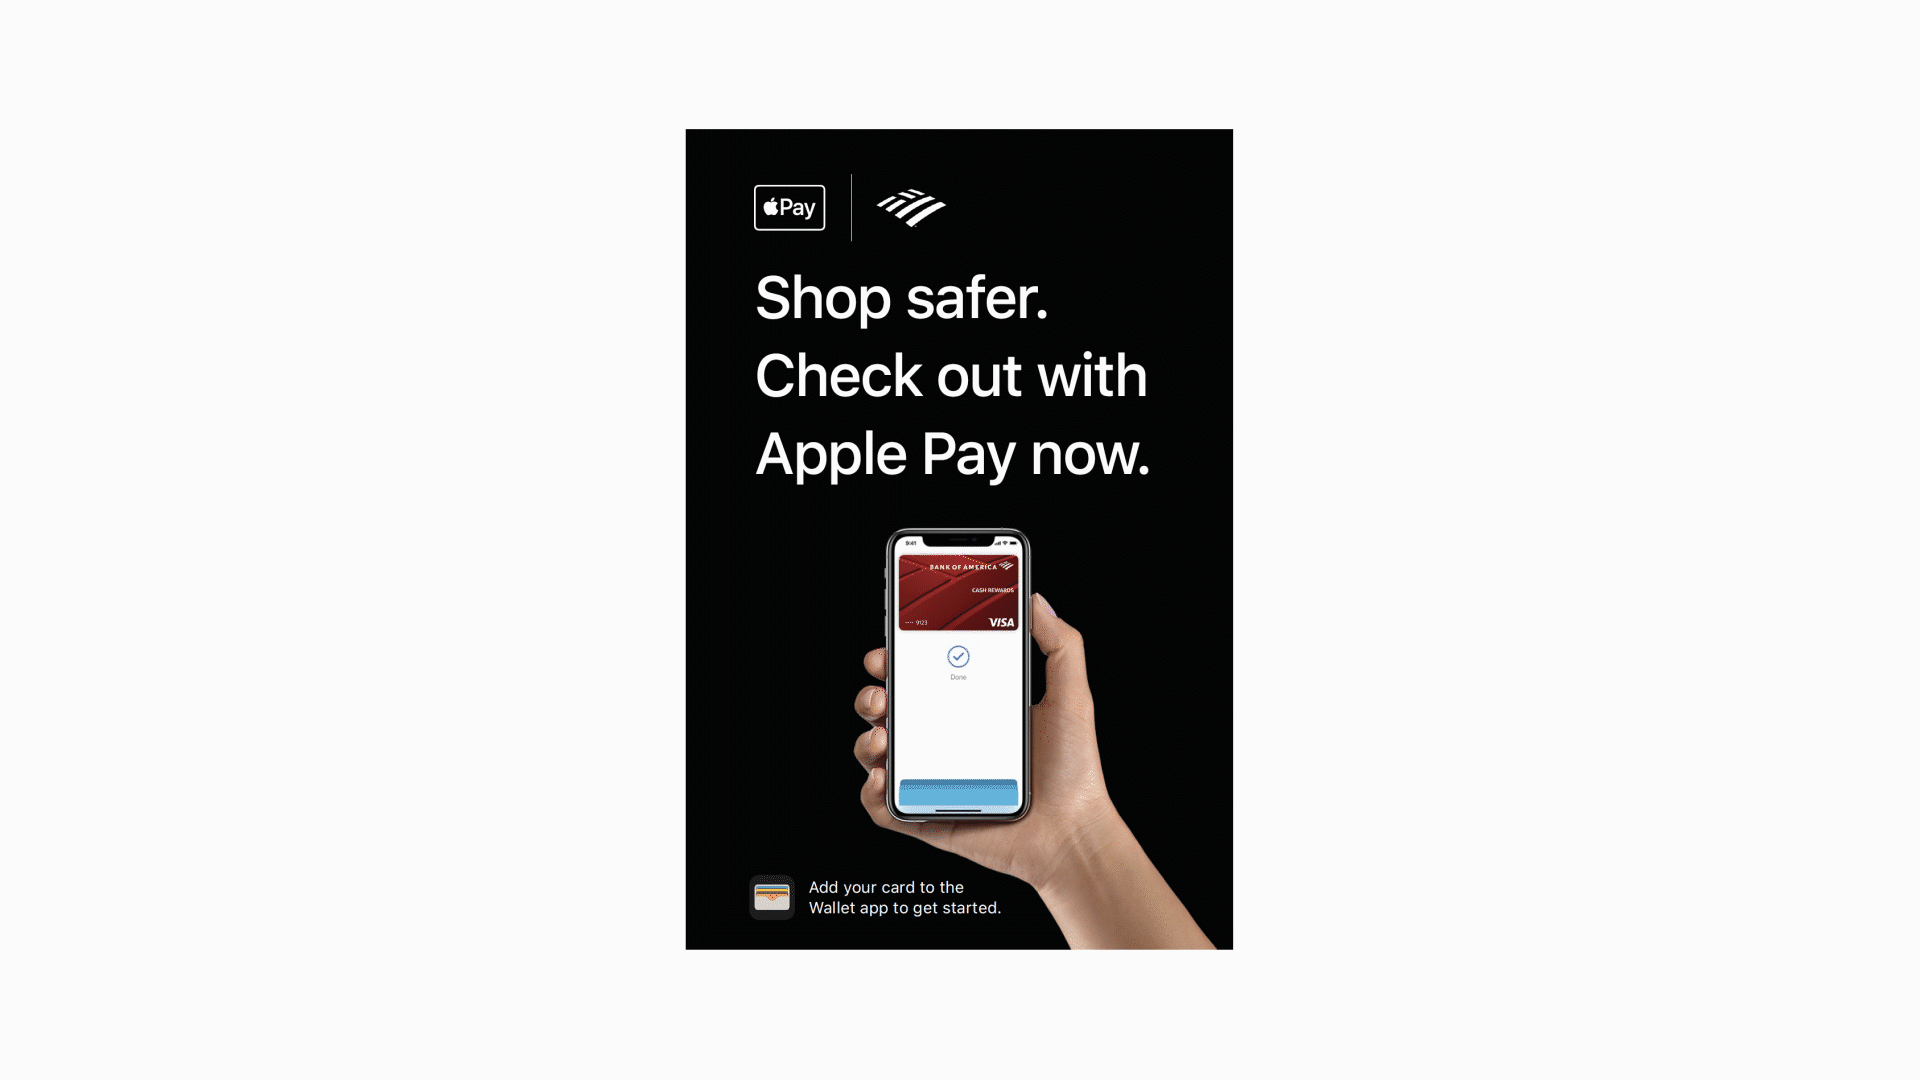 Pay
Shop safer.
Check out with
Apple Pay now.
9:41
BANK OF AMERICA
CASH REWARDS
•••• 9123
VISA
Done
Add your card to the
Wallet app to get started.